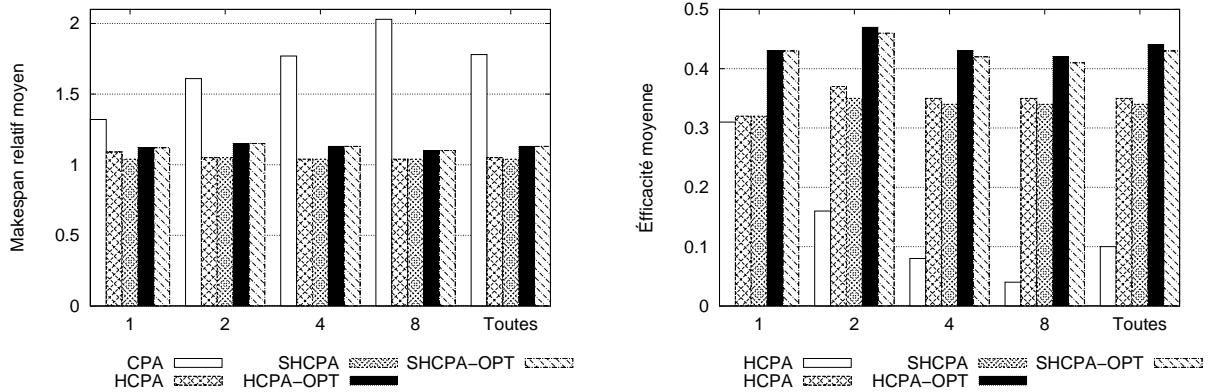 Makespan relatif moyen
2
1.5
1
0.5
0
1 2 4 8 Toutes
CPA SHCPA SHCPA−OPT
HCPA HCPA−OPT
Éfficacité moyenne
0.5
0.4
0.3
0.2
0.1
0
1 2 4 8 Toutes
HCPA SHCPA SHCPA−OPT
HCPA HCPA−OPT